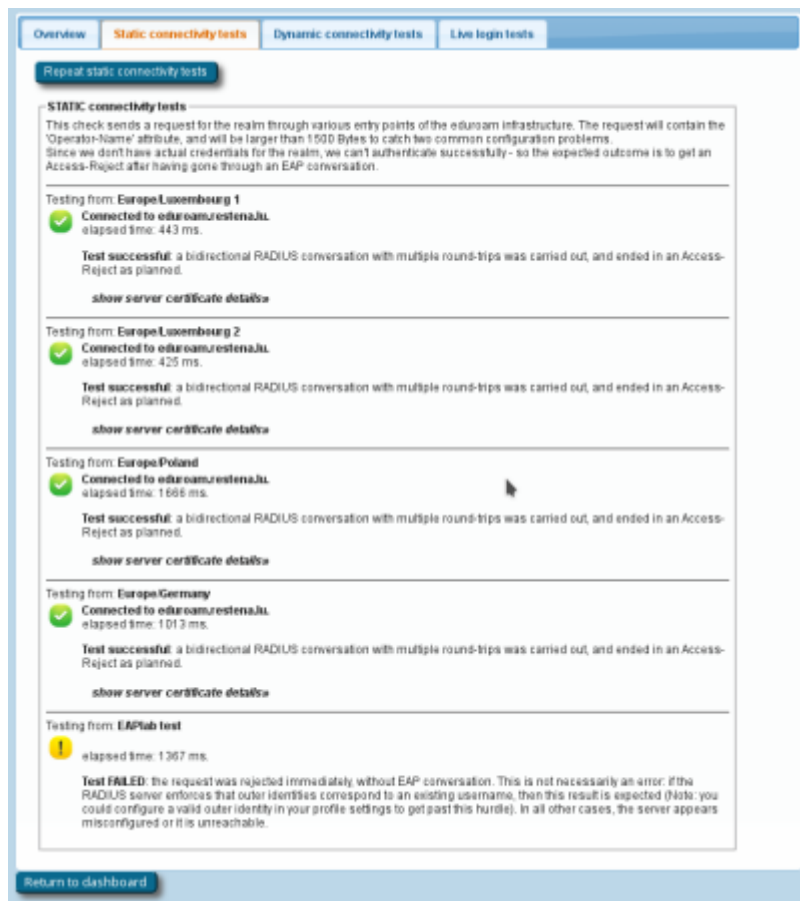 Overview Static connectivity tests Dynamic connectivity tests Live login tests
Repeat static connectivity tests
STATIC connectivity tests
This check sends a request for the realm through various entry points of the eduroam infrastructure. The request will contain the
'Operator-Name' attribute, and will be larger than 1500 Bytes to catch two common configuration problems.
Since we don't have actual credentials for the realm, we can't authenticate successfully - so the expected outcome is to get an
Access-Reject after having gone through an EAP conversation.
Testing from: Europe/Luxembourg 1
Connected to eduroam.restena.lu.
elapsed time: 443 ms.
Test successful: a bidirectional RADIUS conversation with multiple round-trips was carried out, and ended in an Access-
Reject as planned.
show server certificate details»
Testing from: Europe/Luxembourg 2
Connected to eduroam.restena.lu.
elapsed time: 425 ms.
Test successful: a bidirectional RADIUS conversation with multiple round-trips was carried out, and ended in an Access-
Reject as planned.
show server certificate details»
Testing from: Europe/Poland
Connected to eduroam.restena.lu.
elapsed time: 1666 ms.
Test successful: a bidirectional RADIUS conversation with multiple round-trips was carried out, and ended in an Access-
Reject as planned.
show server certificate details»
Testing from: Europe/Germany
Connected to eduroam.restena.lu.
elapsed time: 1013 ms.
Test successful: a bidirectional RADIUS conversation with multiple round-trips was carried out, and ended in an Access-
Reject as planned.
show server certificate details»
Testing from: EAPlab test
elapsed time: 1367 ms.
Test FAILED: the request was rejected immediately, without EAP conversation. This is not necessarily an error: if the
RADIUS server enforces that outer identities correspond to an existing username, then this result is expected (Note: you
could configure a valid outer identity in your profile settings to get past this hurdle). In all other cases, the server appears
misconfigured or it is unreachable.
Return to dashboard